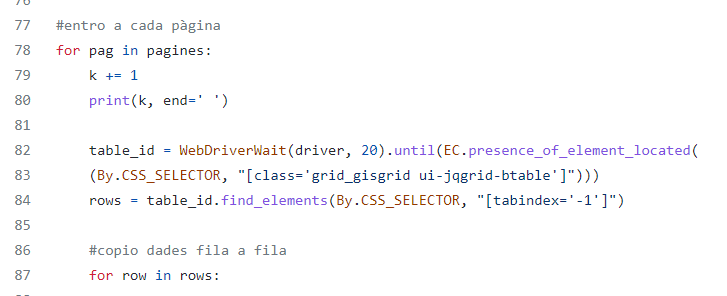 77 #entro a cada pàgina
78 for pag in pagines:
79 k += 1
80 print(k, end=' ')
81
82 table_id = WebDriverWait(driver, 20).until(EC.presence_of_element_located(
83 (By.CSS_SELECTOR, "[class='grid_gisgrid ui-jqgrid-btable']")))
84 rows = table_id.find_elements(By.CSS_SELECTOR, "[tabindex='-1']")
85
86 #copio dades fila a fila
87 for row in rows: